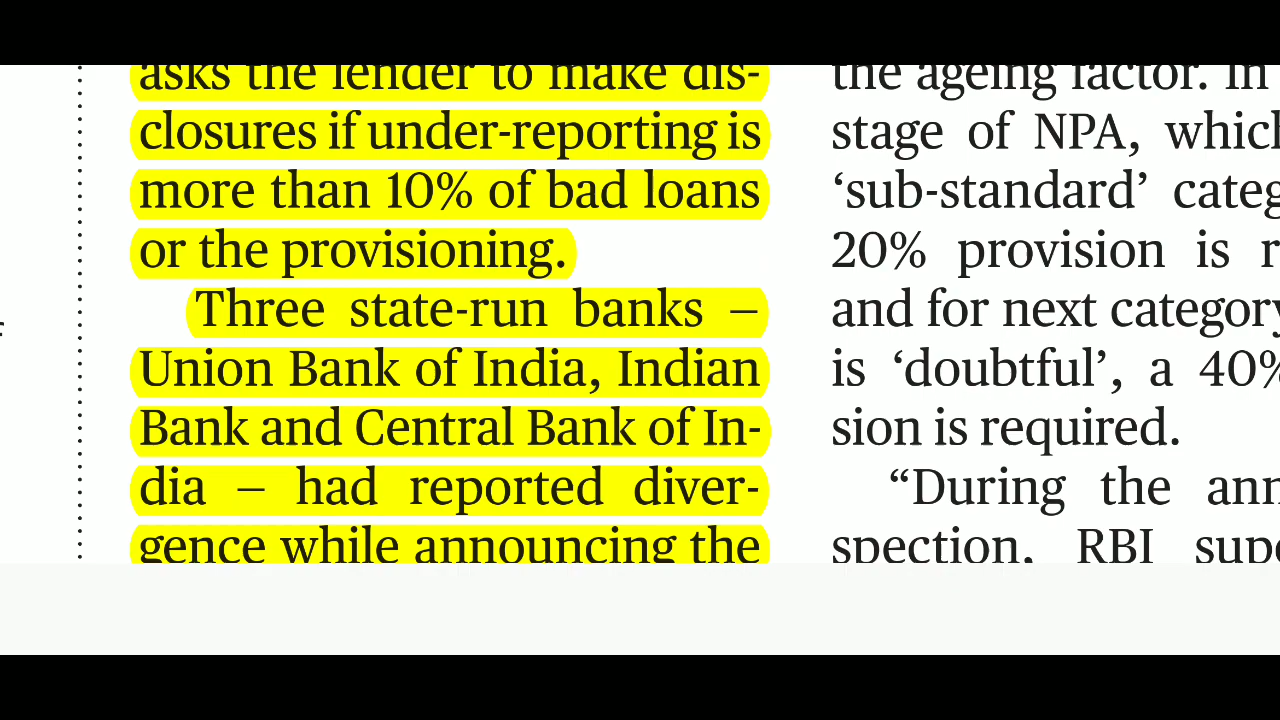 asks the lender to make dis-
closures if under-reporting is
more than 10% of bad loans
or the provisioning.
Three state-run banks –
Union Bank of India, Indian
Bank and Central Bank of In-
dia – had reported diver-
gence while announcing the
the ageing factor. In
stage of NPA, which
‘sub-standard’ categ
20% provision is r
and for next category
is ‘doubtful’, a 40%
sion is required.
“During the ann
spection, RBI supe